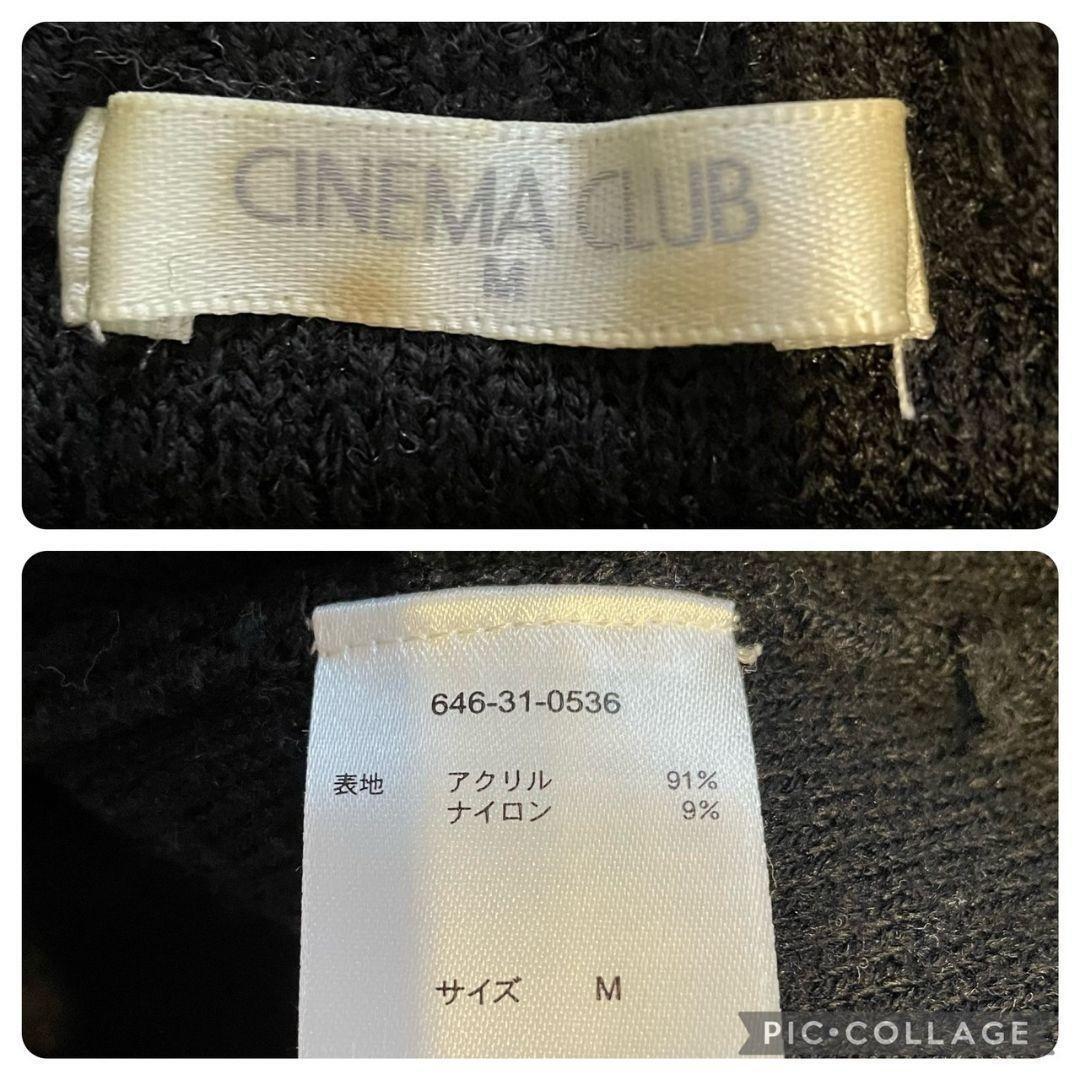 CINEMA CLUB
M
646-31-0536
表地 アクリル 91%
ナイロン 9%
サイズ M
PIC•COLLAGE